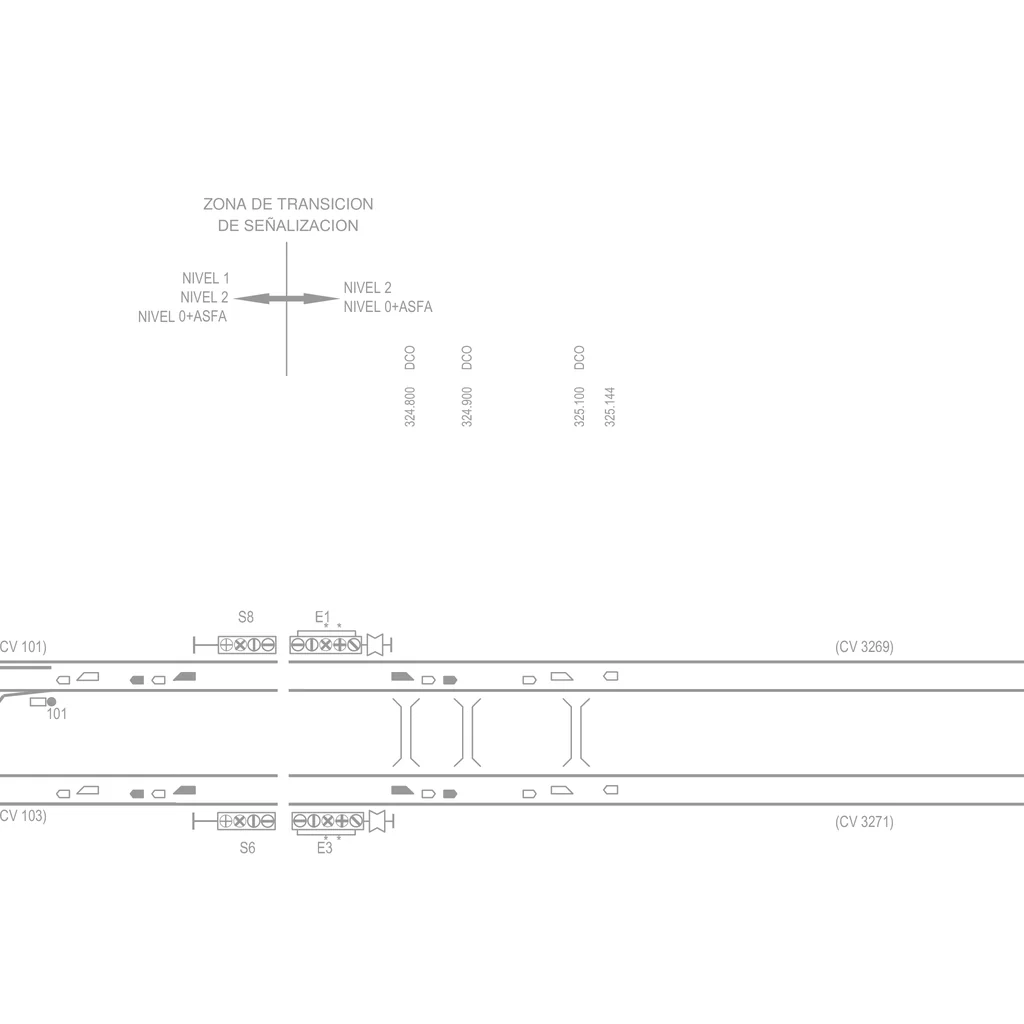 ZONA DE TRANSICION
DE SEÑALIZACION
NIVEL 1
NIVEL 2
NIVEL 0+ASFA
NIVEL 2
NIVEL 0+ASFA
324.800 DCO
324.900 DCO
325.100 DCO
325.144
S8
E1
* *
CV 101)
(CV 3269)
101
CV 103)
(CV 3271)
* *
S6
E3